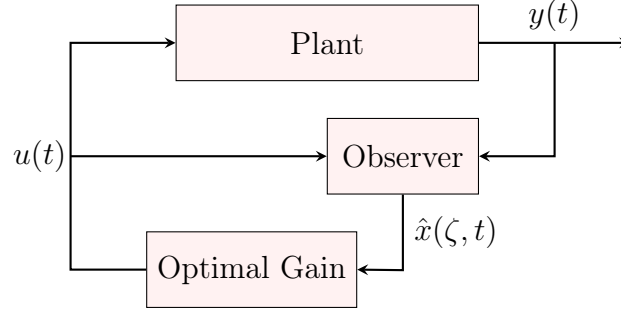 y(t)
Plant
u(t)
Observer
x̂(ζ, t)
Optimal Gain